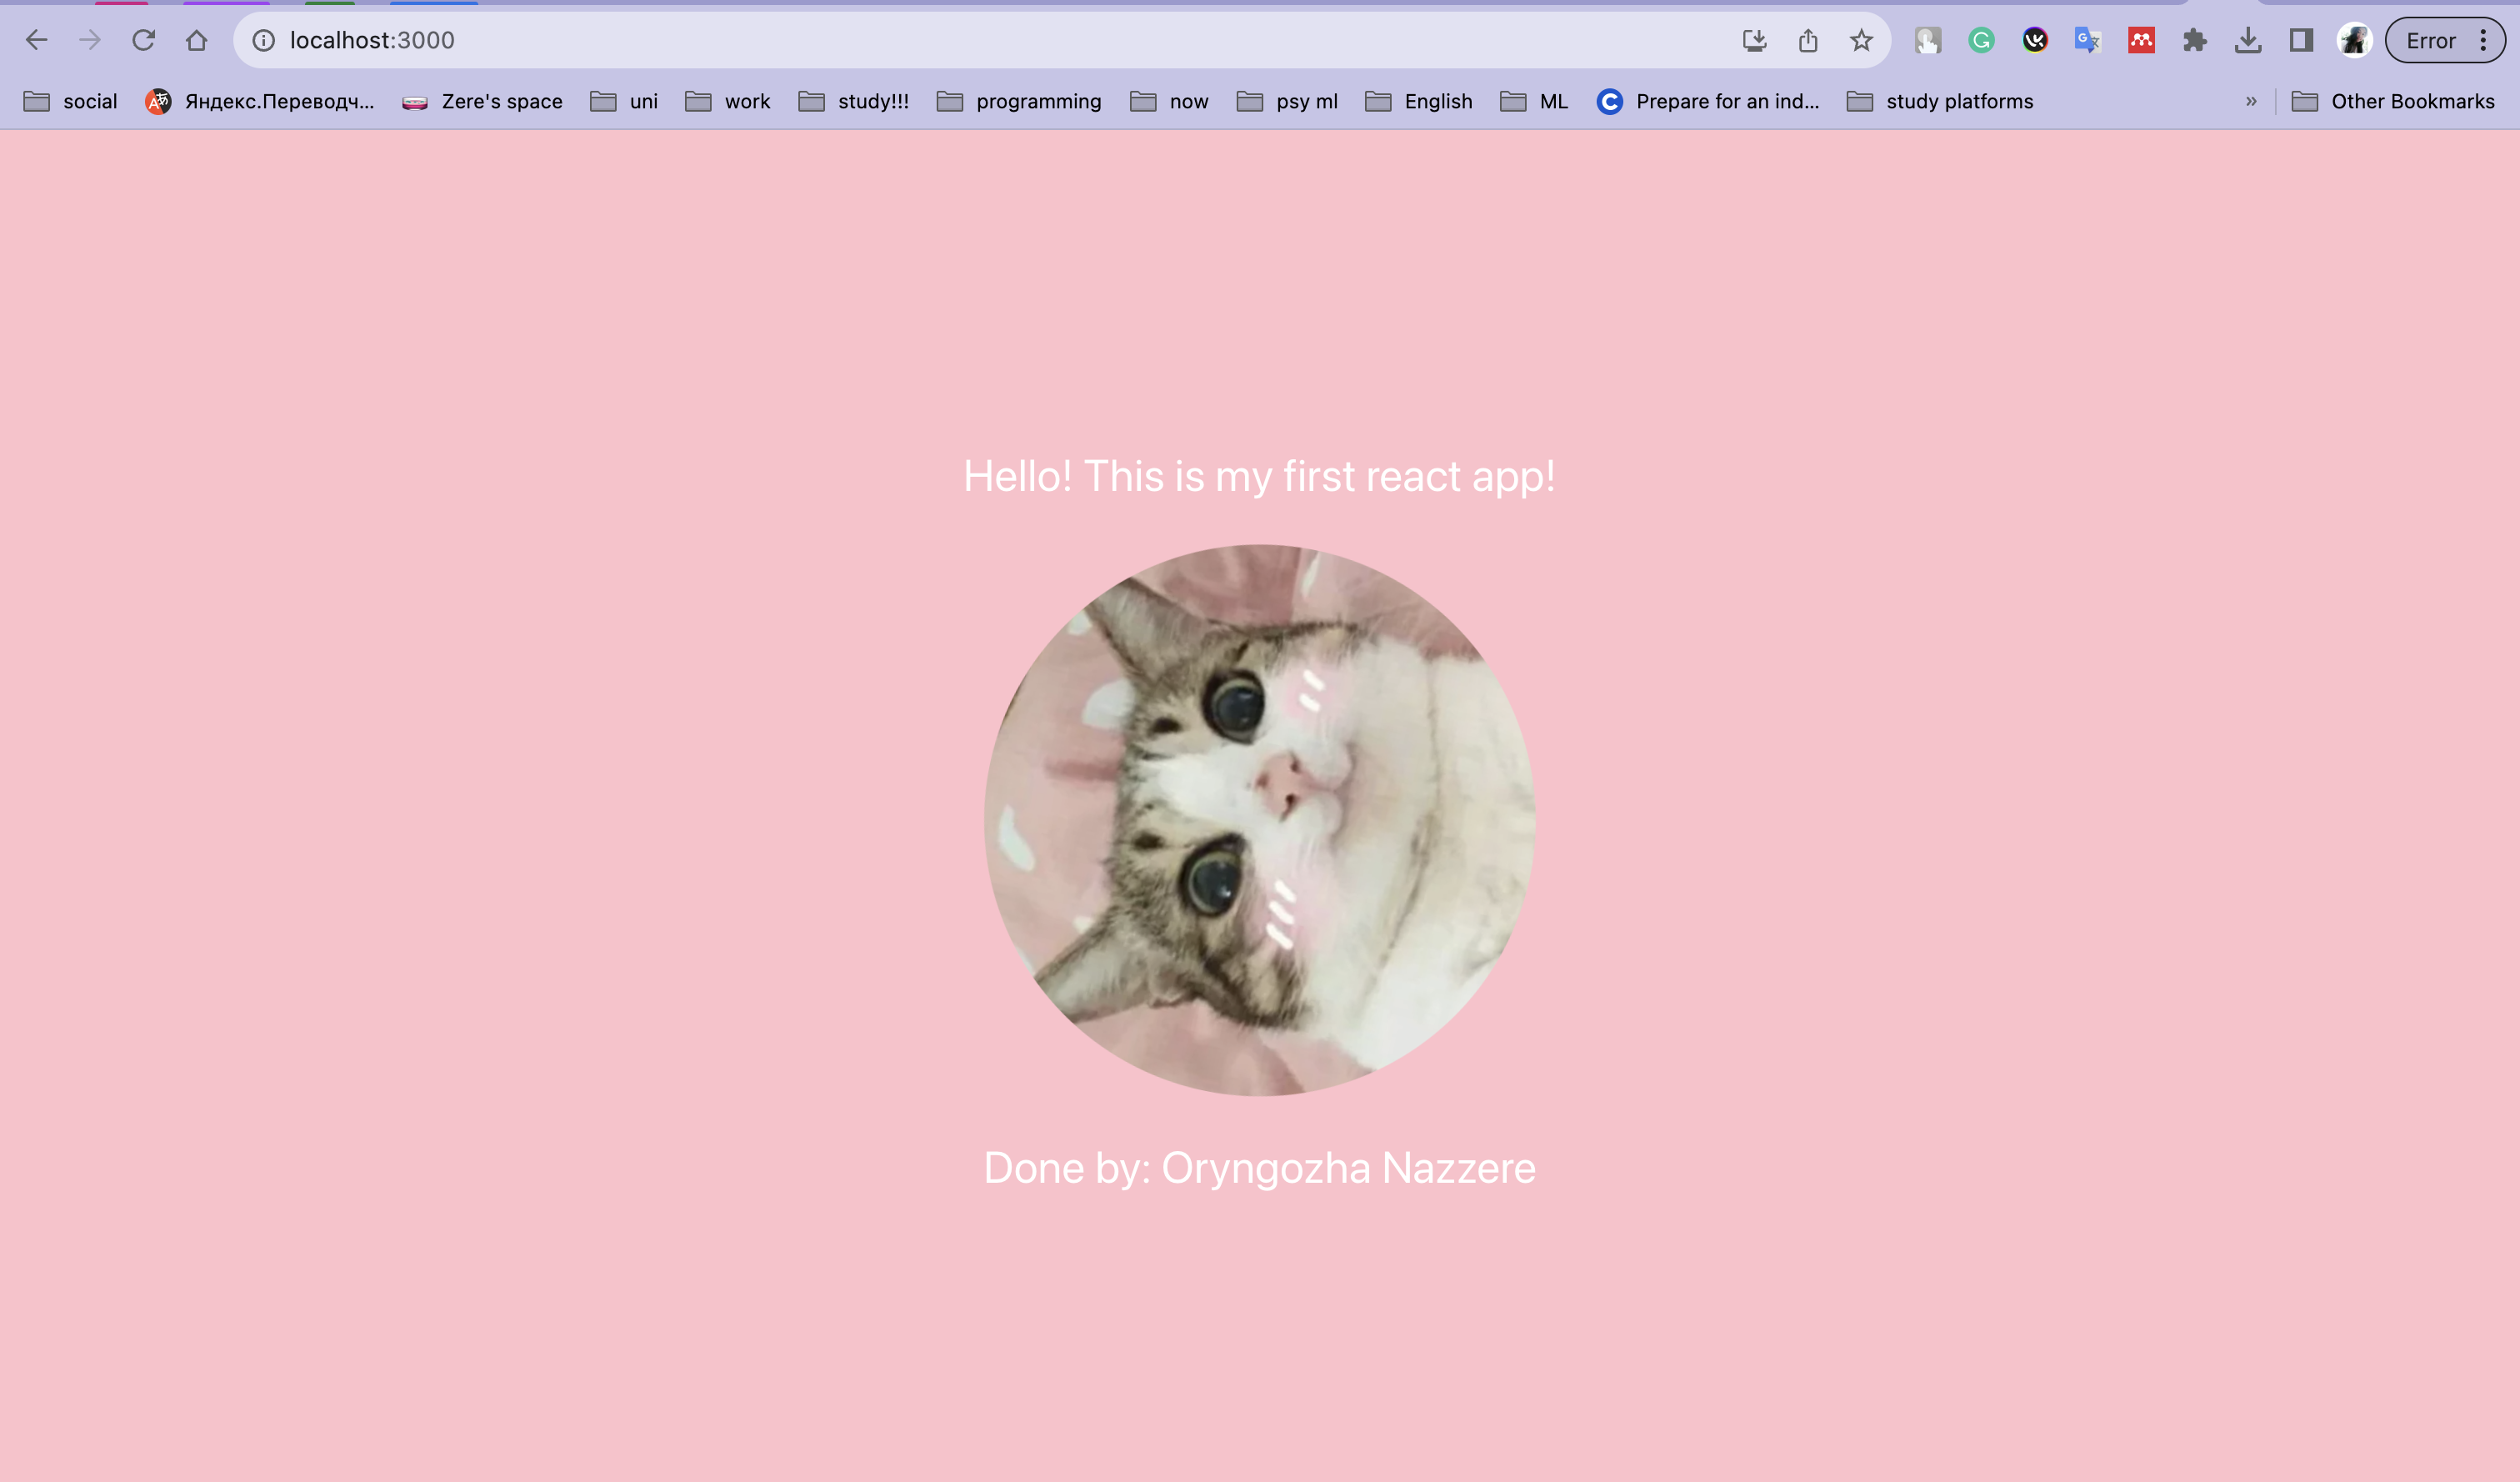 localhost:3000
Error
social Яндекс.Переводч... Zere's space uni work study!!! programming now psy ml English ML Prepare for an ind... study platforms » Other Bookmarks
Hello! This is my first react app!
Done by: Oryngozha Nazzere